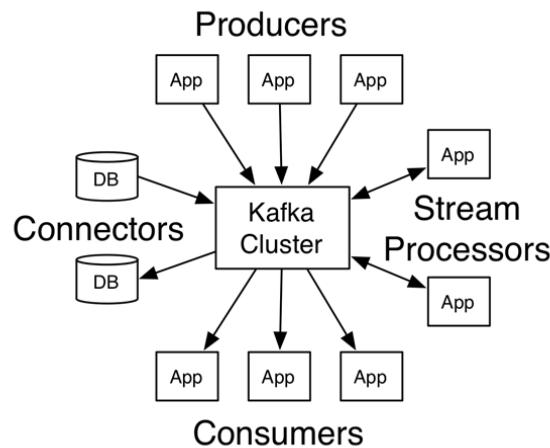 Producers
App
App
App
DB
App
Kafka
Cluster
Connectors
Stream
Processors
DB
App
App
App
App
Consumers